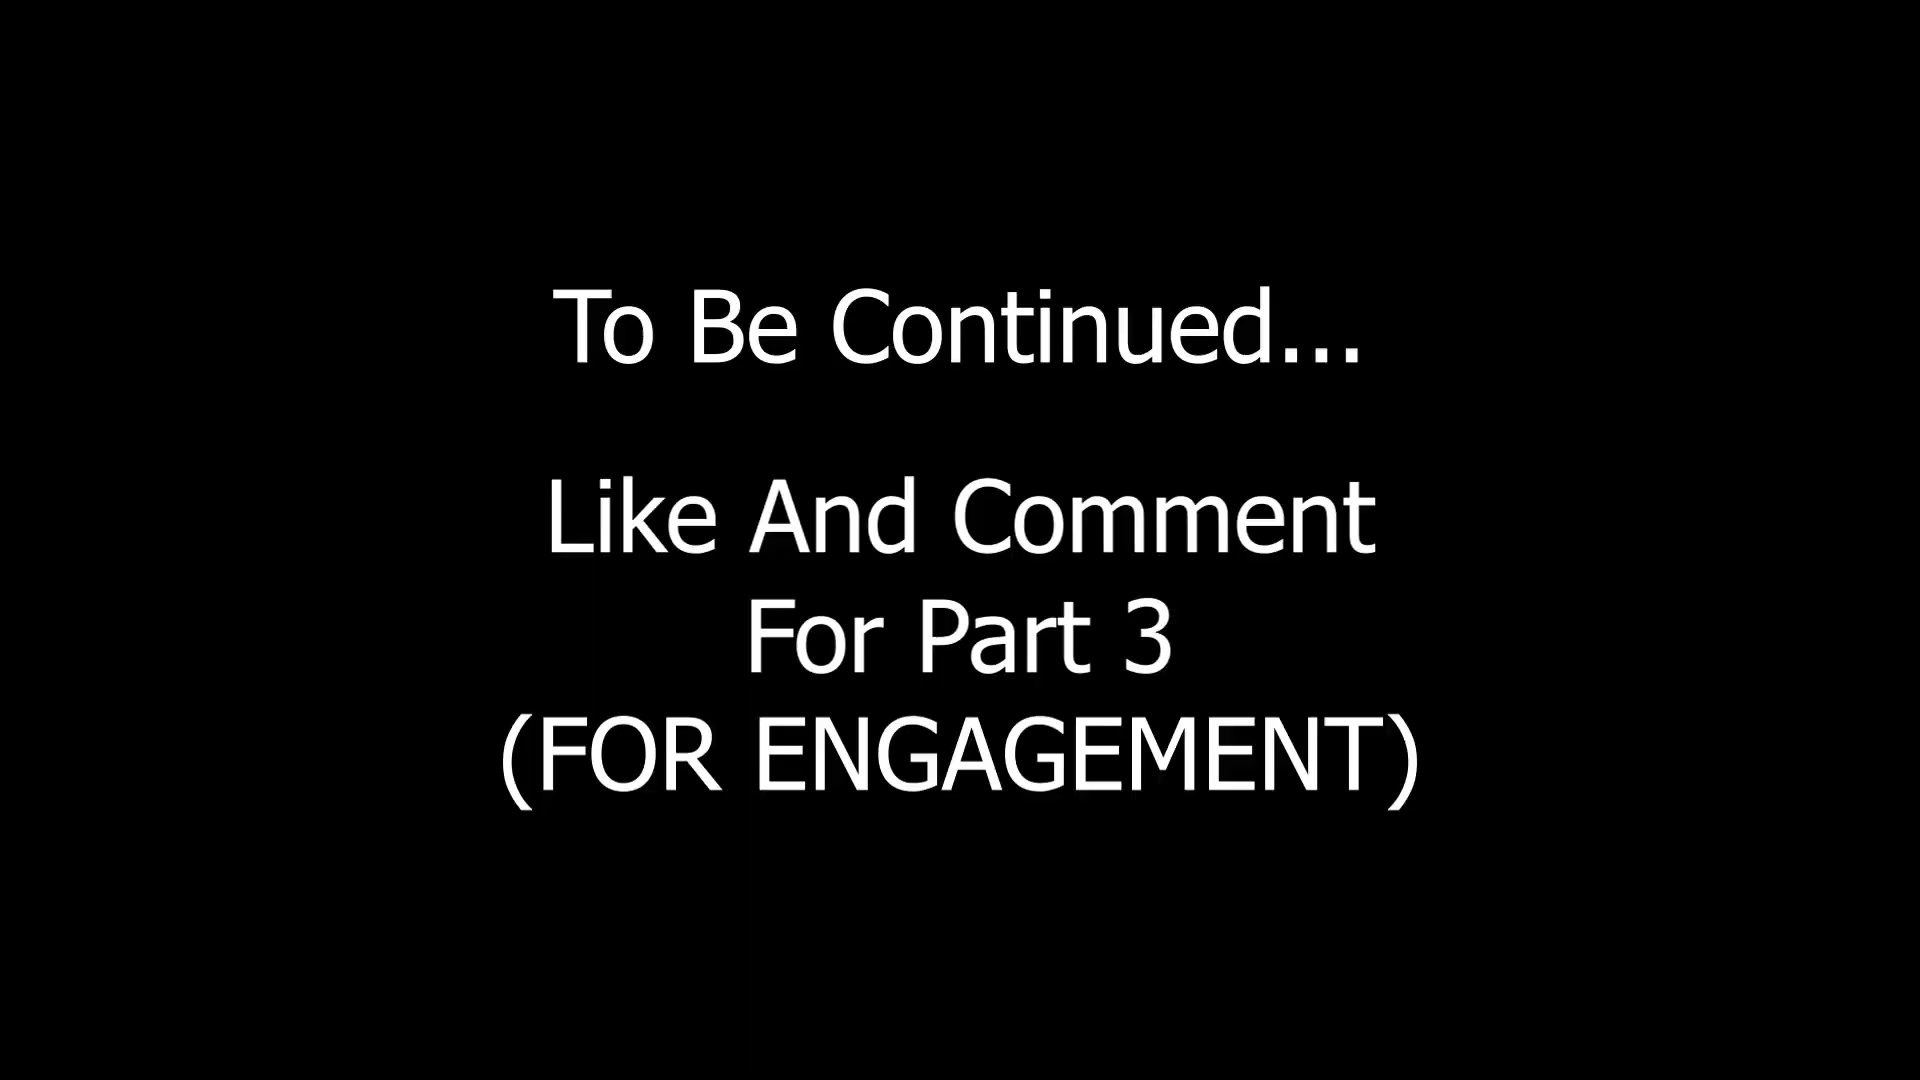 To Be Continued...
Like And Comment
For Part 3
(FOR ENGAGEMENT)